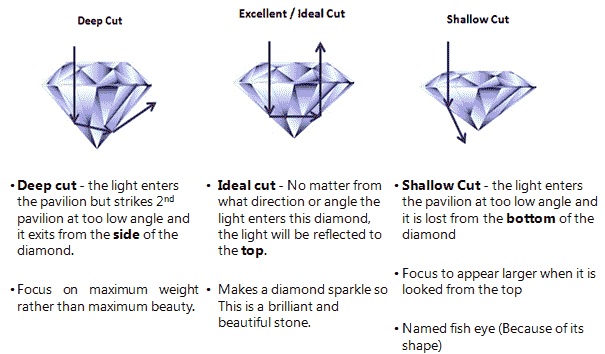 Deep Cut
Excellent / Ideal Cut
Shallow Cut
• Deep cut - the light enters
the pavilion but strikes 2nd
pavilion at too low angle and
it exits from the side of the
diamond.
• Focus on maximum weight
rather than maximum beauty.
• Ideal cut - No matter from
what direction or angle the
light enters this diamond,
the light will be reflected to
the top.
• Makes a diamond sparkle so
This is a brilliant and
beautiful stone.
• Shallow Cut - the light enters
the pavilion at too low angle and
it is lost from the bottom of the
diamond
• Focus to appear larger when it is
looked from the top
• Named fish eye (Because of its
shape)